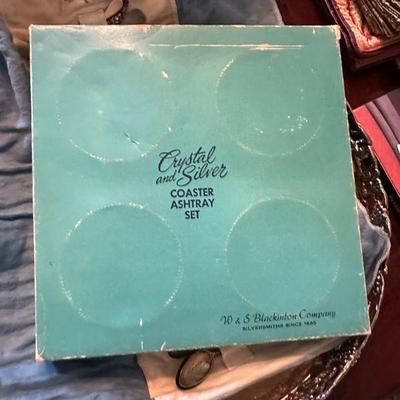 Crystal
and Silver
COASTER
ASHTRAY
SET
W & S Blackinton Company
SILVERSMITHS SINCE 1865